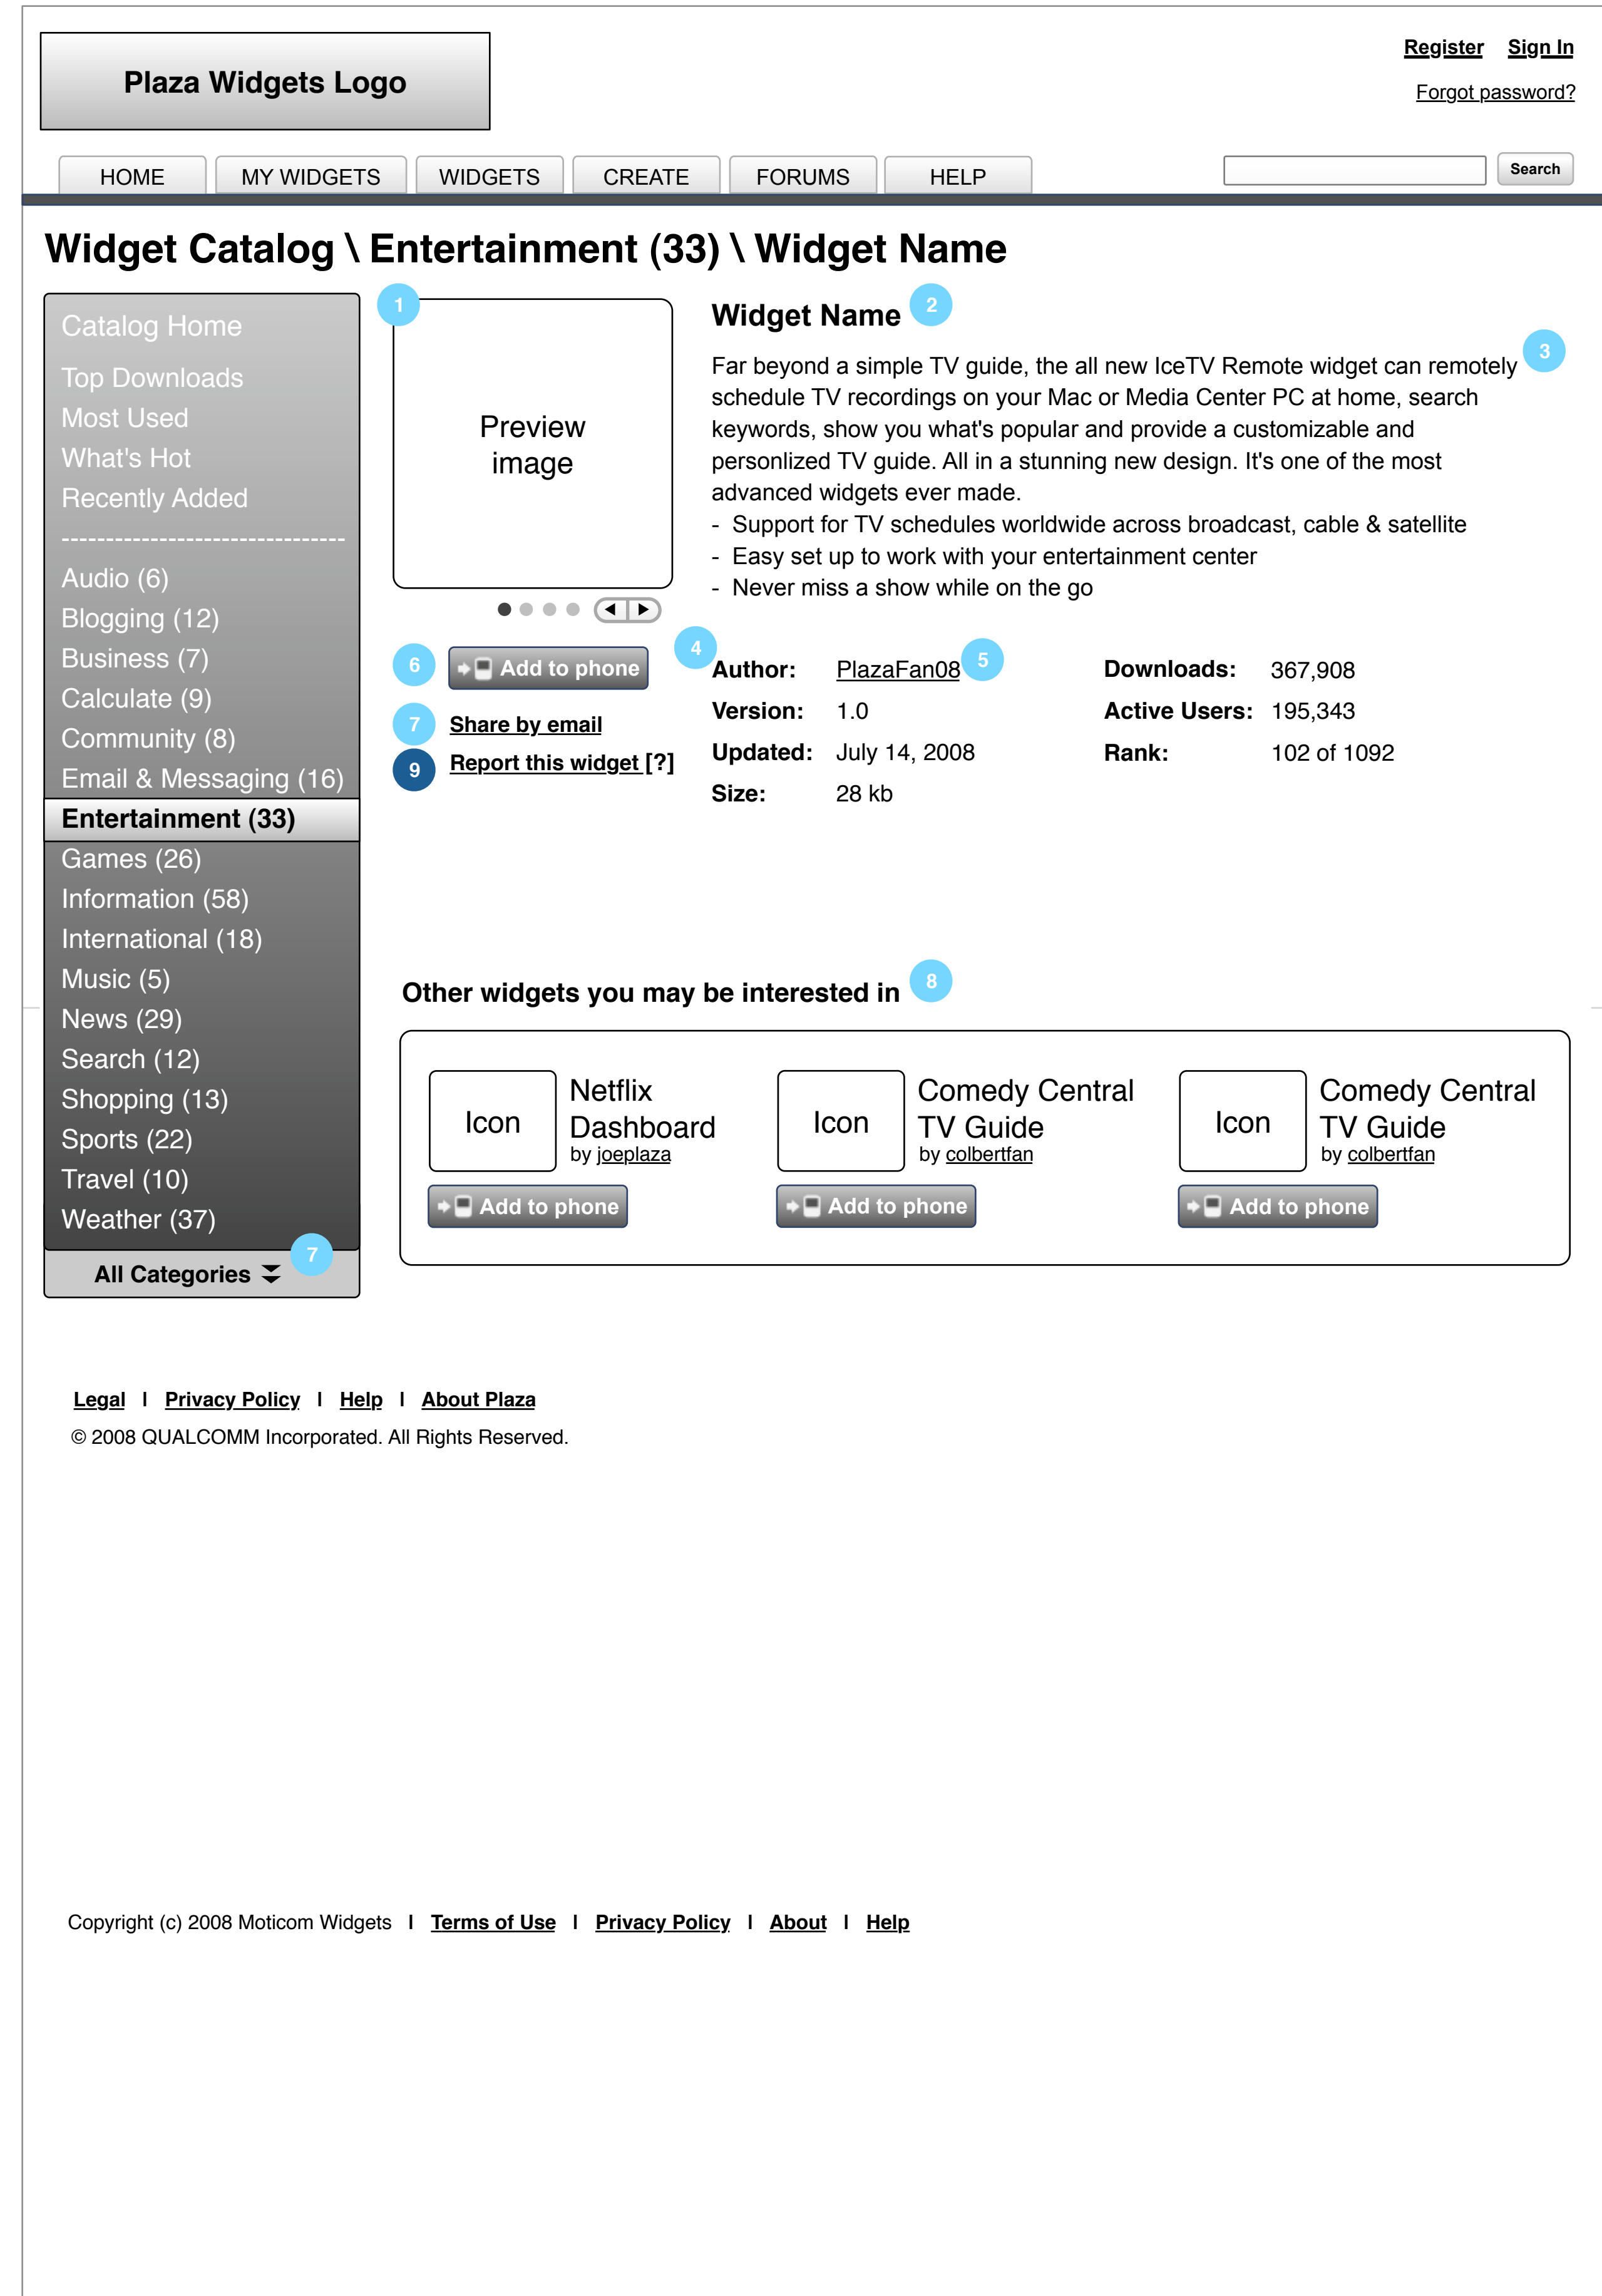 Plaza Widgets Logo
Register Sign In
Forgot password?
HOME MY WIDGETS WIDGETS CREATE FORUMS HELP Search
Widget Catalog \ Entertainment (33) \ Widget Name
Catalog Home
Top Downloads
Most Used
What's Hot
Recently Added
--------------------------------
Audio (6)
Blogging (12)
Business (7)
Calculate (9)
Community (8)
Email & Messaging (16)
Entertainment (33)
Games (26)
Information (58)
International (18)
Music (5)
News (29)
Search (12)
Shopping (13)
Sports (22)
Travel (10)
Weather (37)
7
All Categories
1
Preview
image
6 Add to phone
7 Share by email
9 Report this widget [?]
Widget Name 2
3
Far beyond a simple TV guide, the all new IceTV Remote widget can remotely
schedule TV recordings on your Mac or Media Center PC at home, search
keywords, show you what's popular and provide a customizable and
personlized TV guide. All in a stunning new design. It's one of the most
advanced widgets ever made.
- Support for TV schedules worldwide across broadcast, cable & satellite
- Easy set up to work with your entertainment center
- Never miss a show while on the go
4
Author: PlazaFan08 5
Version: 1.0
Updated: July 14, 2008
Size: 28 kb
Downloads: 367,908
Active Users: 195,343
Rank: 102 of 1092
Other widgets you may be interested in 8
Icon
Netflix
Dashboard
by joeplaza
Add to phone
Icon
Comedy Central
TV Guide
by colbertfan
Add to phone
Icon
Comedy Central
TV Guide
by colbertfan
Add to phone
Legal | Privacy Policy | Help | About Plaza
© 2008 QUALCOMM Incorporated. All Rights Reserved.
Copyright (c) 2008 Moticom Widgets | Terms of Use | Privacy Policy | About | Help